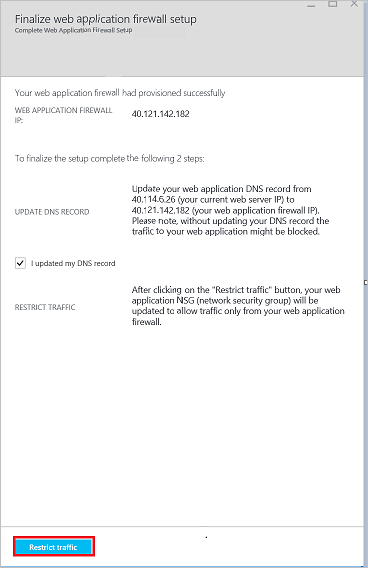 Finalize web application firewall setup
Complete Web Application Firewall Setup
Your web application firewall had provisioned successfully
WEB APPLICATION FIREWALL
IP:
40.121.142.182
To finalize the setup complete the following 2 steps:
UPDATE DNS RECORD
Update your web application DNS record from
40.114.6.26 (your current web server IP) to
40.121.142.182 (your web application firewall IP).
Please note, without updating your DNS record the
traffic to your web application might be blocked.
I updated my DNS record
RESTRICT TRAFFIC
After clicking on the "Restrict traffic" button, your web
application NSG (network security group) will be
updated to allow traffic only from your web application
firewall.
Restrict traffic